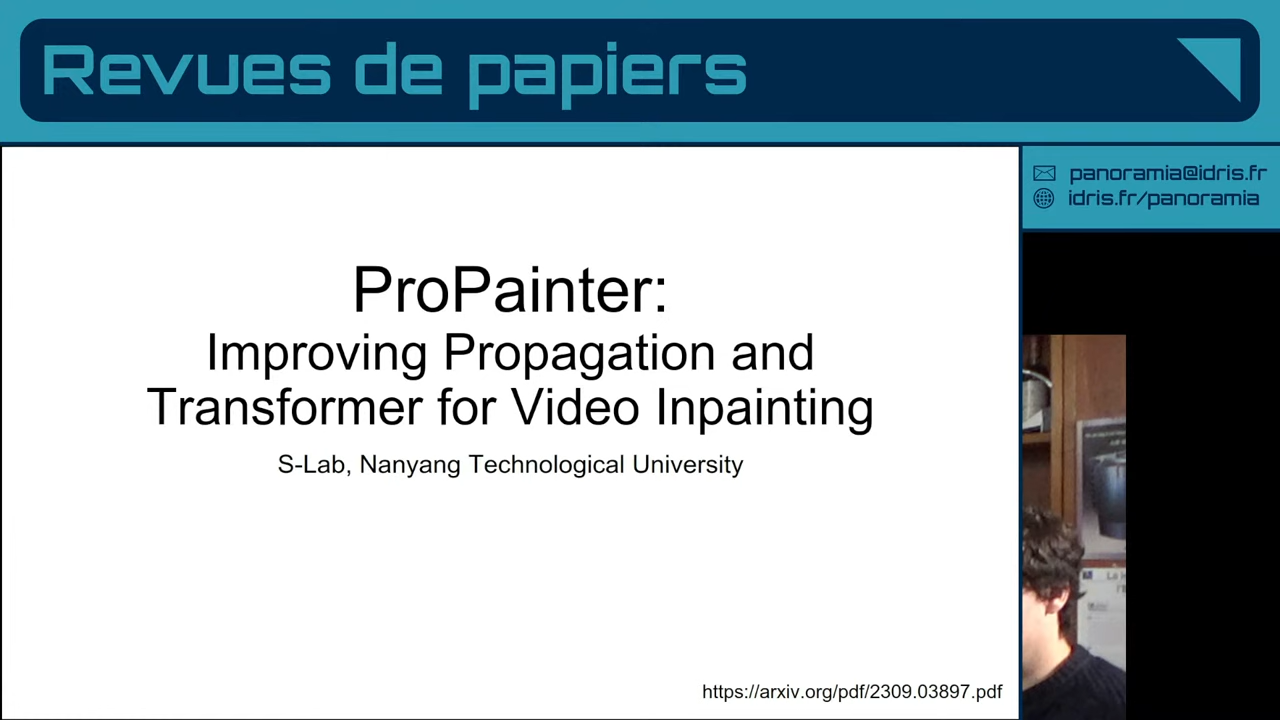 Revues de papiers
panoramia@idris.fr
idris.fr/panoramia
ProPainter:
Improving Propagation and
Transformer for Video Inpainting
S-Lab, Nanyang Technological University
https://arxiv.org/pdf/2309.03897.pdf